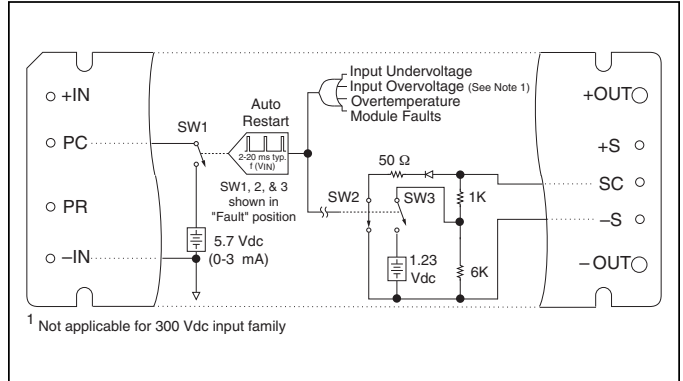 +IN
PC
PR
–IN
SW1
Auto
Restart
2-20 ms typ.
f (VIN)
SW1, 2, & 3
shown in
"Fault" position
5.7 Vdc
(0-3 mA)
Input Undervoltage
Input Overvoltage (See Note 1)
Overtemperature
Module Faults
50 Ω
SW2
SW3
1K
1.23
Vdc
6K
+OUT
+S
SC
–S
–OUT
1 Not applicable for 300 Vdc input family